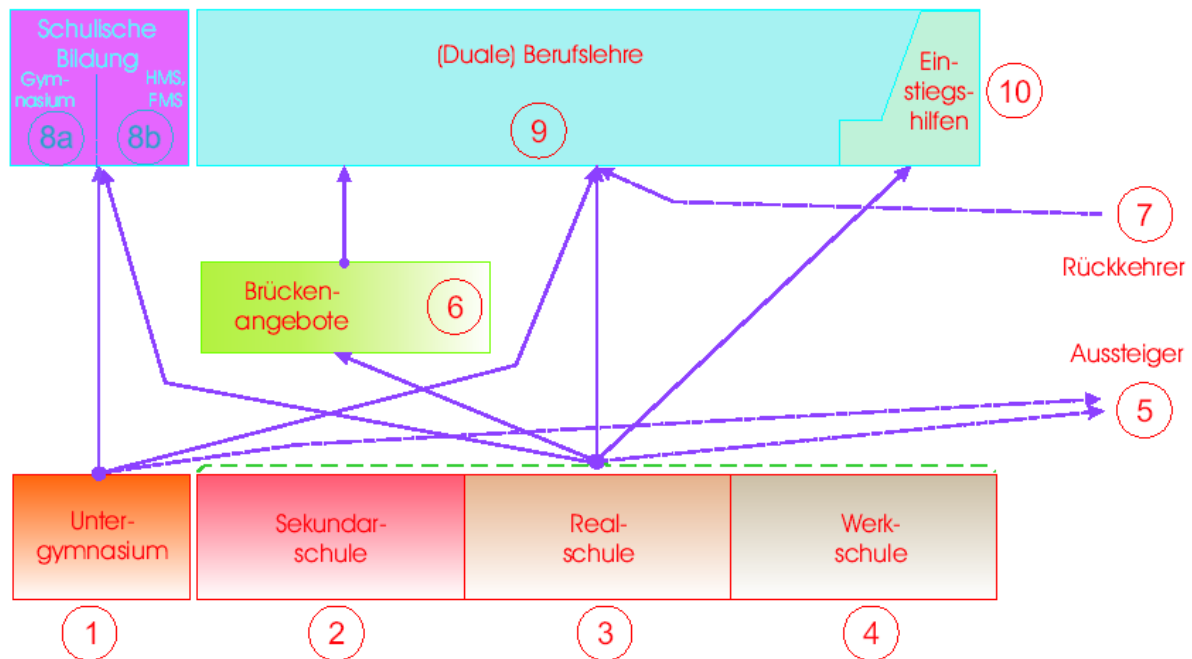 Schulische
Bildung
Gym-
nasium
HMS,
FMS
8a
8b
(Duale) Berufslehre
9
Ein-
stiegs-
hilfen
10
7
Rückkehrer
Brücken-
angebote
6
Aussteiger
5
Unter-
gymnasium
Sekundar-
schule
Real-
schule
Werk-
schule
1
2
3
4